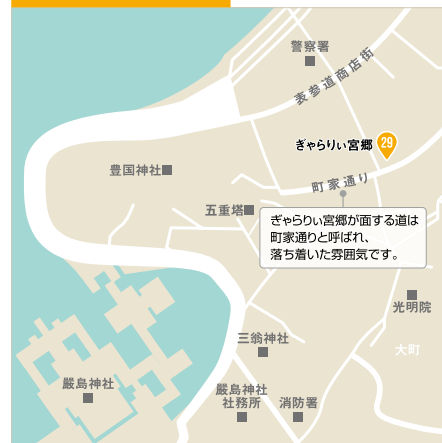 警察署
表参道商店街
ぎゃらりぃ宮郷
29
豊国神社
町家通り
五重塔
ぎゃらりぃ宮郷が面する道は
町家通りと呼ばれ、
落ち着いた雰囲気です。
光明院
三翁神社
大町
嚴島神社
嚴島神社
社務所
消防署